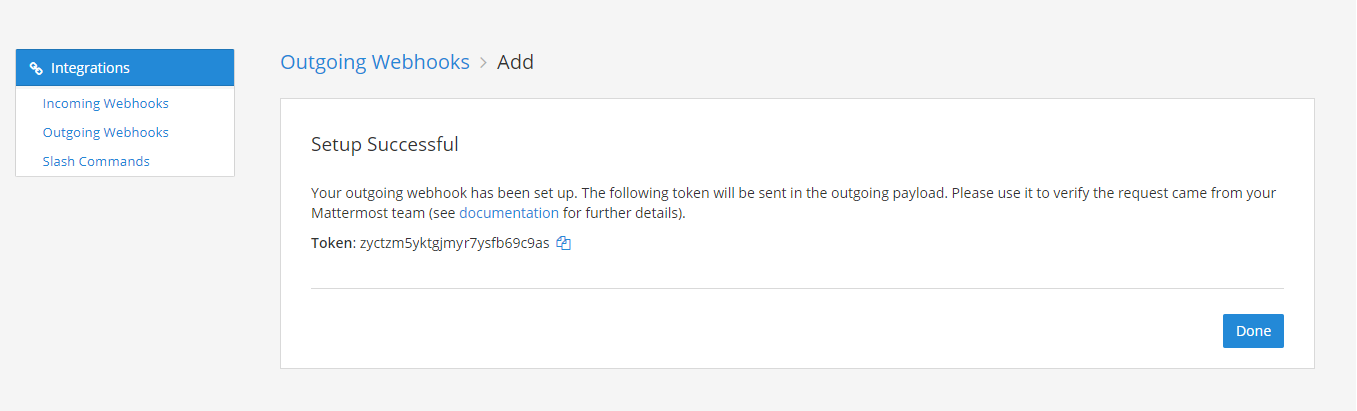 Integrations
Incoming Webhooks
Outgoing Webhooks
Slash Commands
Outgoing Webhooks > Add
Setup Successful
Your outgoing webhook has been set up. The following token will be sent in the outgoing payload. Please use it to verify the request came from your
Mattermost team (see documentation for further details).
Token: zyctzm5yktgjmyr7ysfb69c9as
Done